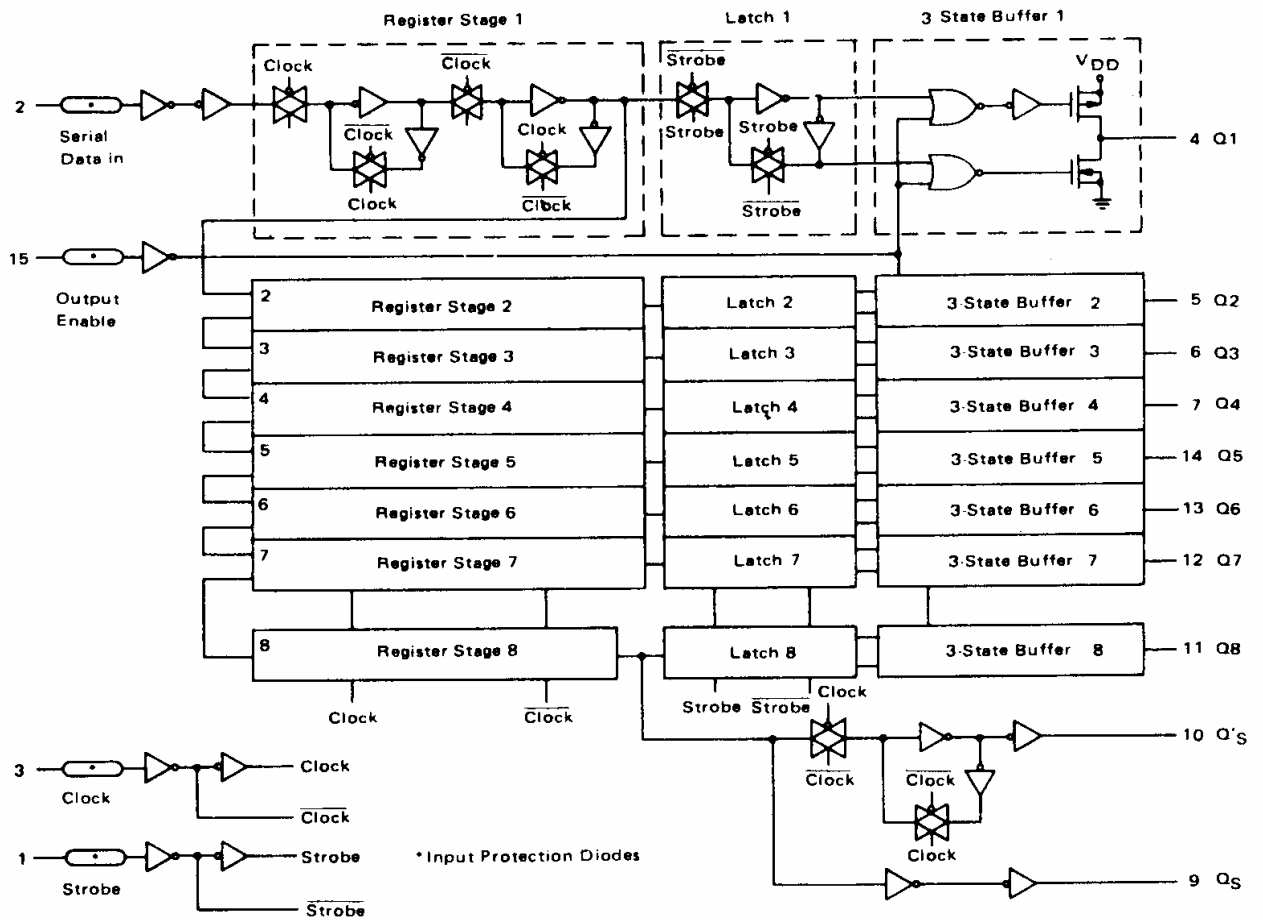 Register Stage 1
Latch 1
3 State Buffer 1
Clock
Clock
Strobe
VDD
2
Serial
Data in
Clock
Clock
Clock
Clock
Strobe
Strobe
Strobe
4 Q1
15
Output
Enable
2 Register Stage 2
Latch 2
3-State Buffer 2
5 Q2
3 Register Stage 3
Latch 3
3-State Buffer 3
6 Q3
4 Register Stage 4
Latch 4
3-State Buffer 4
7 Q4
5 Register Stage 5
Latch 5
3-State Buffer 5
14 Q5
6 Register Stage 6
Latch 6
3-State Buffer 6
13 Q6
7 Register Stage 7
Latch 7
3-State Buffer 7
12 Q7
8 Register Stage 8
Latch 8
3-State Buffer 8
11 Q8
Clock
Clock
Strobe
Strobe
Clock
Clock
Clock
Clock
10 Q'S
3
Clock
Clock
Clock
1
Strobe
Strobe
Strobe
*Input Protection Diodes
9 QS